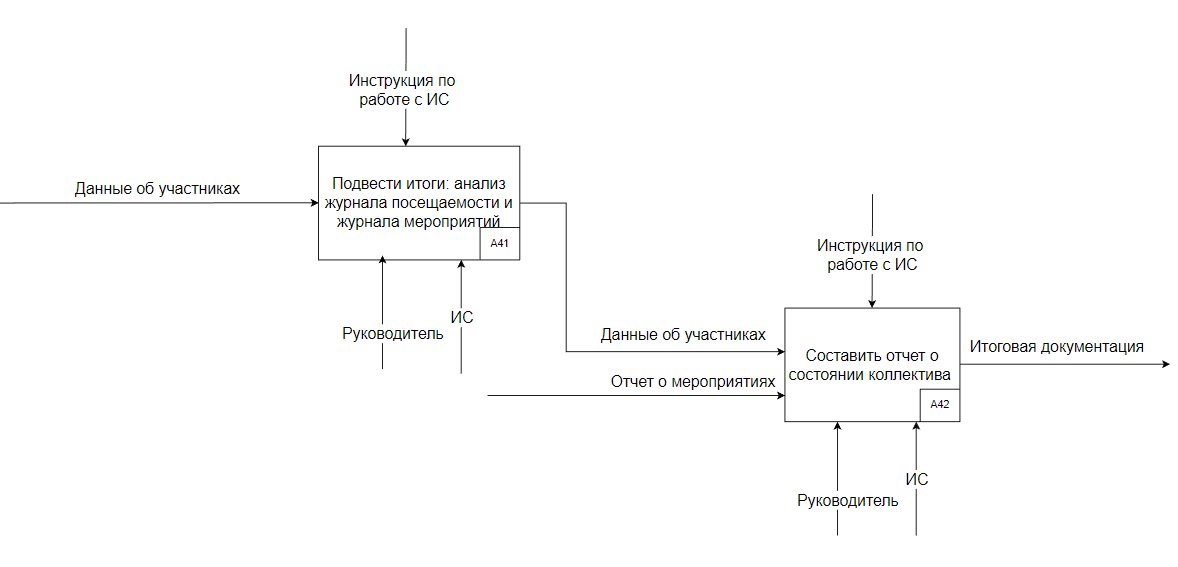 Инструкция по
работе с ИС
Данные об участниках
Подвести итоги: анализ
журнала посещаемости и
журнала мероприятий
A41
ИС
Руководитель
Инструкция по
работе с ИС
Данные об участниках
Отчет о мероприятиях
Составить отчет о
состоянии коллектива
A42
Итоговая документация
ИС
Руководитель